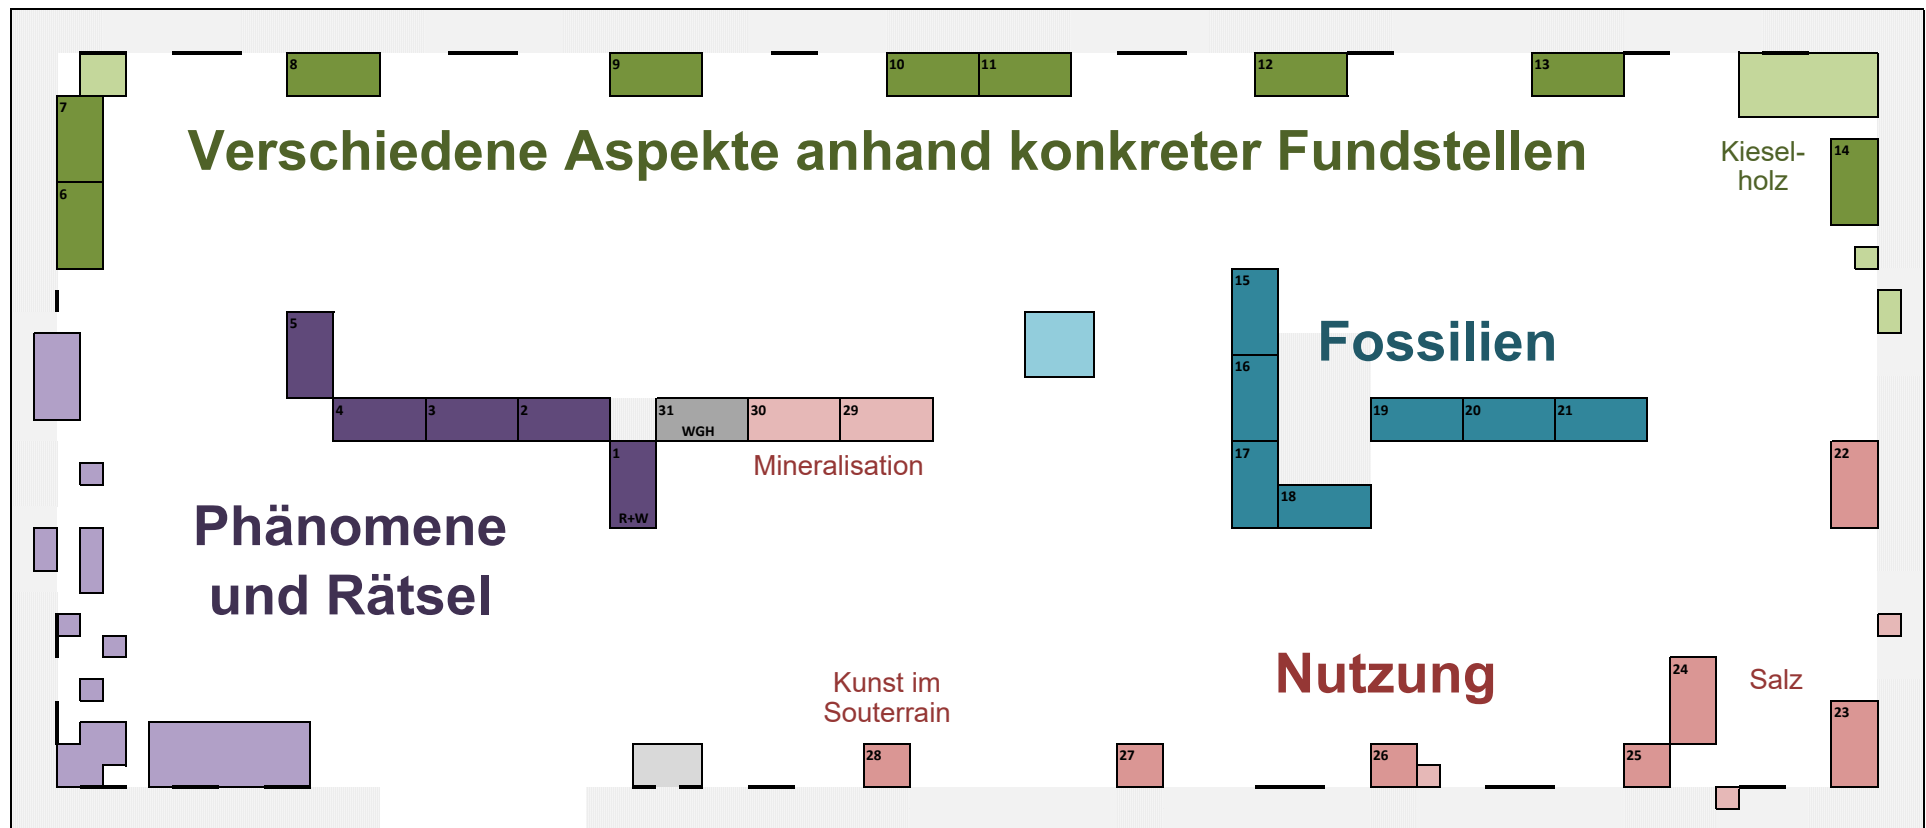 8
9
10
11
12
13
7
Verschiedene Aspekte anhand konkreter Fundstellen
Kiesel-
holz
14
6
15
5
Fossilien
16
4
3
2
31
WGH
30
29
19
20
21
1
R+W
Mineralisation
17
22
18
Phänomene
und Rätsel
Kunst im
Souterrain
Nutzung
24
Salz
23
28
27
26
25